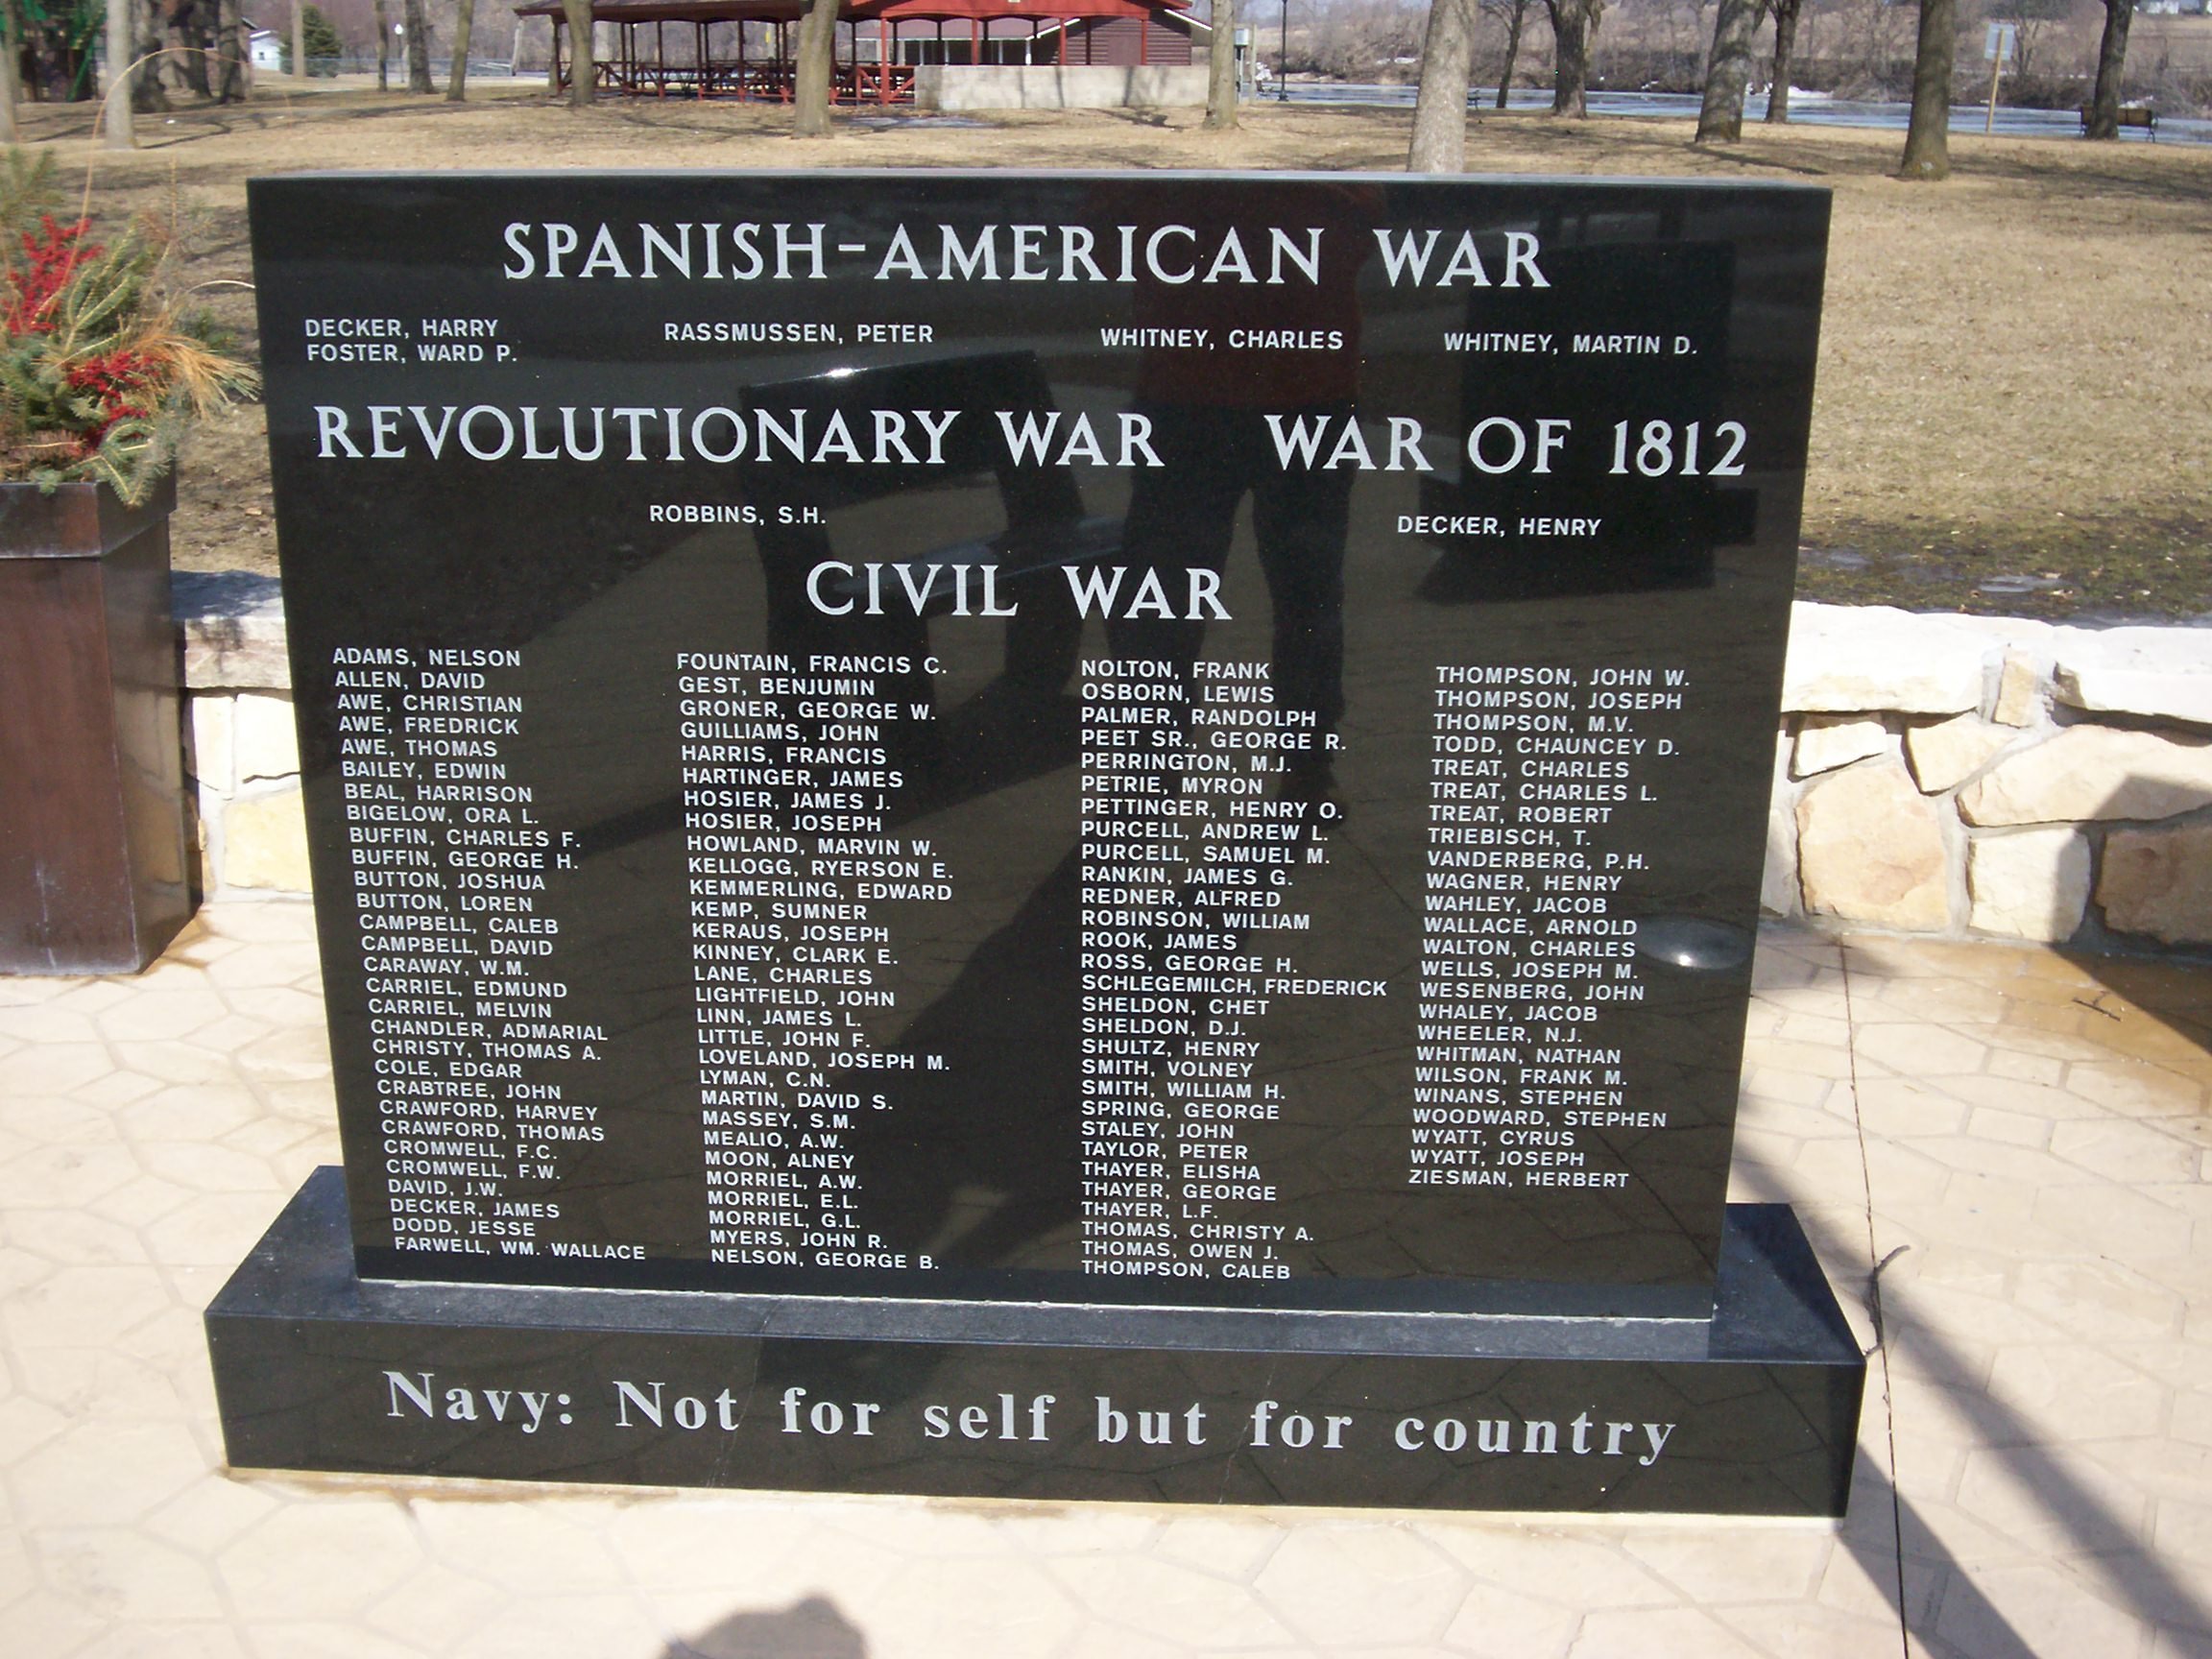 SPANISH-AMERICAN WAR
DECKER, HARRY
FOSTER, WARD P.
RASSMUSSEN, PETER
WHITNEY, CHARLES
WHITNEY, MARTIN D.
REVOLUTIONARY WAR
ROBBINS, S.H.
WAR OF 1812
DECKER, HENRY
CIVIL WAR
ADAMS, NELSON
ALLEN, DAVID
AWE, CHRISTIAN
AWE, FREDRICK
AWE, THOMAS
BAILEY, EDWIN
BEAL, HARRISON
BIGELOW, ORA L.
BUFFIN, CHARLES F.
BUFFIN, GEORGE H.
BUTTON, JOSHUA
BUTTON, LOREN
CAMPBELL, CALEB
CAMPBELL, DAVID
CARAWAY, W.M.
CARRIEL, EDMUND
CARRIEL, MELVIN
CHANDLER, ADMARIAL
CHRISTY, THOMAS A.
COLE, EDGAR
CRABTREE, JOHN
CRAWFORD, HARVEY
CRAWFORD, THOMAS
CROMWELL, F.C.
CROMWELL, F.W.
DAVID, J.W.
DECKER, JAMES
DODD, JESSE
FARWELL, WM. WALLACE
FOUNTAIN, FRANCIS C.
GEST, BENJUMIN
GRONER, GEORGE W.
GUILLIAMS, JOHN
HARRIS, FRANCIS
HARTINGER, JAMES
HOSIER, JAMES J.
HOSIER, JOSEPH
HOWLAND, MARVIN W.
KELLOGG, RYERSON E.
KEMMERLING, EDWARD
KEMP, SUMNER
KERAUS, JOSEPH
KINNEY, CLARK E.
LANE, CHARLES
LIGHTFIELD, JOHN
LINN, JAMES L.
LITTLE, JOHN F.
LOVELAND, JOSEPH M.
LYMAN, C.N.
MARTIN, DAVID S.
MASSEY, S.M.
MEALIO, A.W.
MOON, ALNEY
MORRIEL, A.W.
MORRIEL, E.L.
MORRIEL, G.L.
MYERS, JOHN R.
NELSON, GEORGE B.
NOLTON, FRANK
OSBORN, LEWIS
PALMER, RANDOLPH
PEET SR., GEORGE R.
PERRINGTON, M.J.
PETRIE, MYRON
PETTINGER, HENRY O.
PURCELL, ANDREW L.
PURCELL, SAMUEL M.
RANKIN, JAMES G.
REDNER, ALFRED
ROBINSON, WILLIAM
ROOK, JAMES
ROSS, GEORGE H.
SCHLEGEMILCH, FREDERICK
SHELDON, CHET
SHELDON, D.J.
SHULTZ, HENRY
SMITH, VOLNEY
SMITH, WILLIAM H.
SPRING, GEORGE
STALEY, JOHN
TAYLOR, PETER
THAYER, ELISHA
THAYER, GEORGE
THAYER, L.F.
THOMAS, CHRISTY A.
THOMAS, OWEN J.
THOMPSON, CALEB
THOMPSON, JOHN W.
THOMPSON, JOSEPH
THOMPSON, M.V.
TODD, CHAUNCEY D.
TREAT, CHARLES
TREAT, CHARLES L.
TREAT, ROBERT
TRIEBISCH, T.
VANDERBERG, P.H.
WAGNER, HENRY
WAHLEY, JACOB
WALLACE, ARNOLD
WALTON, CHARLES
WELLS, JOSEPH M.
WESENBERG, JOHN
WHALEY, JACOB
WHEELER, N.J.
WHITMAN, NATHAN
WILSON, FRANK M.
WINANS, STEPHEN
WOODWARD, STEPHEN
WYATT, CYRUS
WYATT, JOSEPH
ZIESMAN, HERBERT
Navy: Not for self but for country